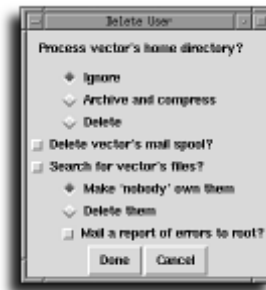 Delete User
Process vector's home directory?
Ignore
Archive and compress
Delete
Delete vector's mail spool?
Search for vector's files?
Make 'nobody' own them
Delete them
Mail a report of errors to root?
Done Cancel